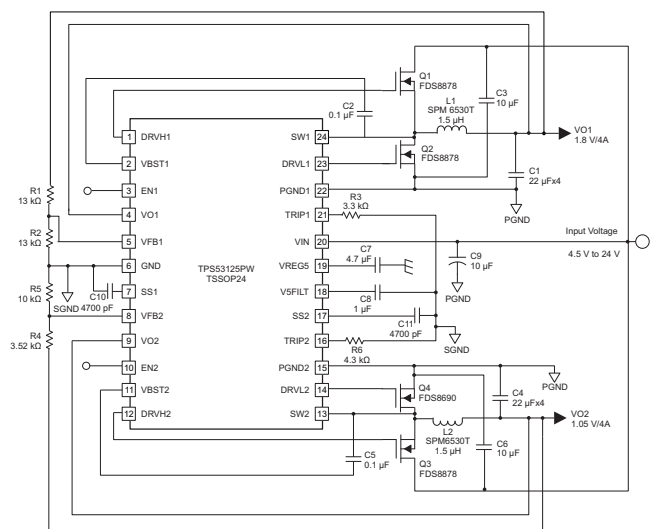 Q1
FDS8878
C3
10 µF
L1
SPM 6530T
1.5 µH
C2
0.1 µF
VO1
1.8 V/4A
Q2
FDS8878
C1
22 µFx4
PGND
1 DRVH1
SW1 24
2 VBST1
DRVL1 23
3 EN1
PGND1 22
4 VO1
TRIP1 21
5 VFB1
VIN 20
6 GND
VREG5 19
7 SS1
V5FILT 18
8 VFB2
SS2 17
9 VO2
TRIP2 16
10 EN2
PGND2 15
11 VBST2
DRVL2 14
12 DRVH2
SW2 13
TPS53125PW
TSSOP24
R1
13 kΩ
R2
13 kΩ
R5
10 kΩ
R4
3.52 kΩ
SGND
C10
4700 pF
R3
3.3 kΩ
Input Voltage
4.5 V to 24 V
C7
4.7 µF
C9
10 µF
PGND
C8
1 µF
C11
4700 pF
SGND
R6
4.3 kΩ
PGND
Q4
FDS8690
C4
22 µFx4
VO2
1.05 V/4A
L2
SPM6530T
1.5 µH
C6
10 µF
C5
0.1 µF
Q3
FDS8878